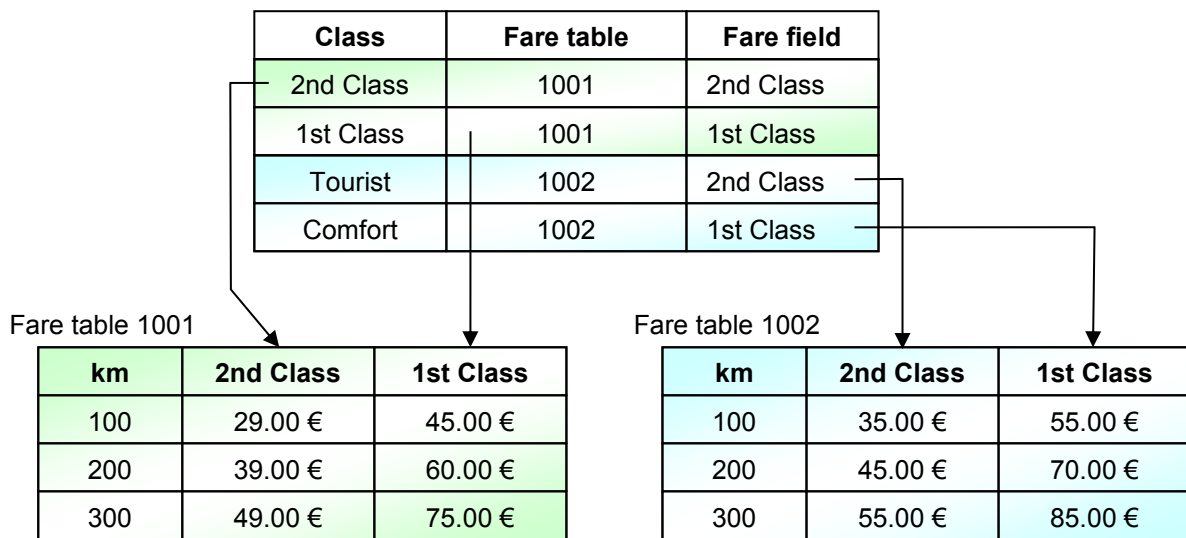 Class Fare table Fare field
2nd Class 1001 2nd Class
1st Class 1001 1st Class
Tourist 1002 2nd Class
Comfort 1002 1st Class
Fare table 1001
km 2nd Class 1st Class
100 29.00 € 45.00 €
200 39.00 € 60.00 €
300 49.00 € 75.00 €
Fare table 1002
km 2nd Class 1st Class
100 35.00 € 55.00 €
200 45.00 € 70.00 €
300 55.00 € 85.00 €